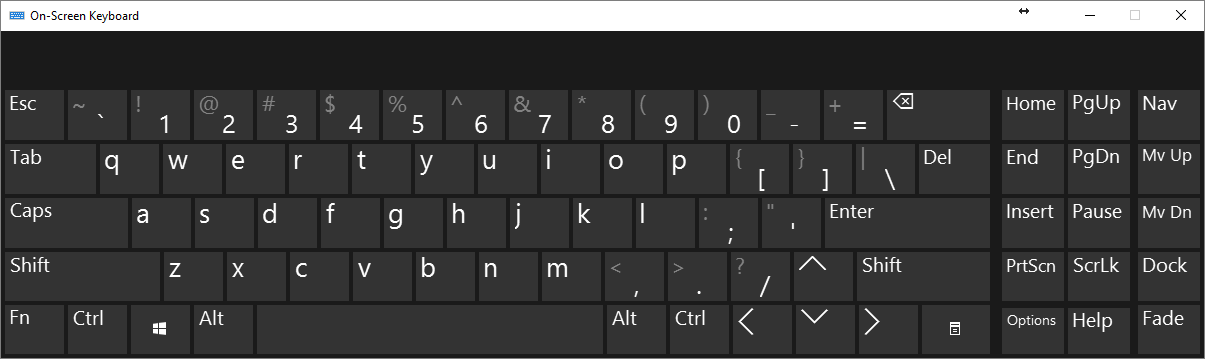 On-Screen Keyboard
Esc ~ ` ! 1 @ 2 # 3 $ 4 % 5 ^ 6 & 7 * 8 ( 9 ) 0 _ - + = Home PgUp Nav
Tab q w e r t y u i o p { [ } ] | \ Del End PgDn Mv Up
Caps a s d f g h j k l : ; " ' Enter Insert Pause Mv Dn
Shift z x c v b n m < , > . ? / Shift PrtScn ScrLk Dock
Fn Ctrl Alt Alt Ctrl Options Help Fade